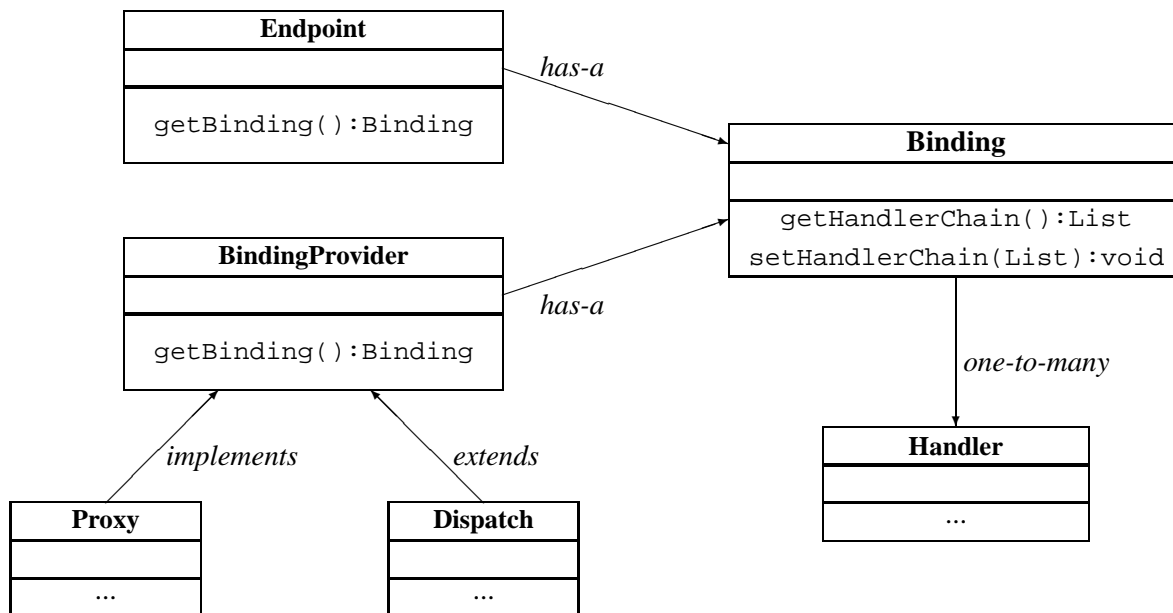 Endpoint
getBinding():Binding
has-a
Binding
getHandlerChain():List
setHandlerChain(List):void
BindingProvider
getBinding():Binding
has-a
one-to-many
implements
extends
Handler
...
Proxy
...
Dispatch
...